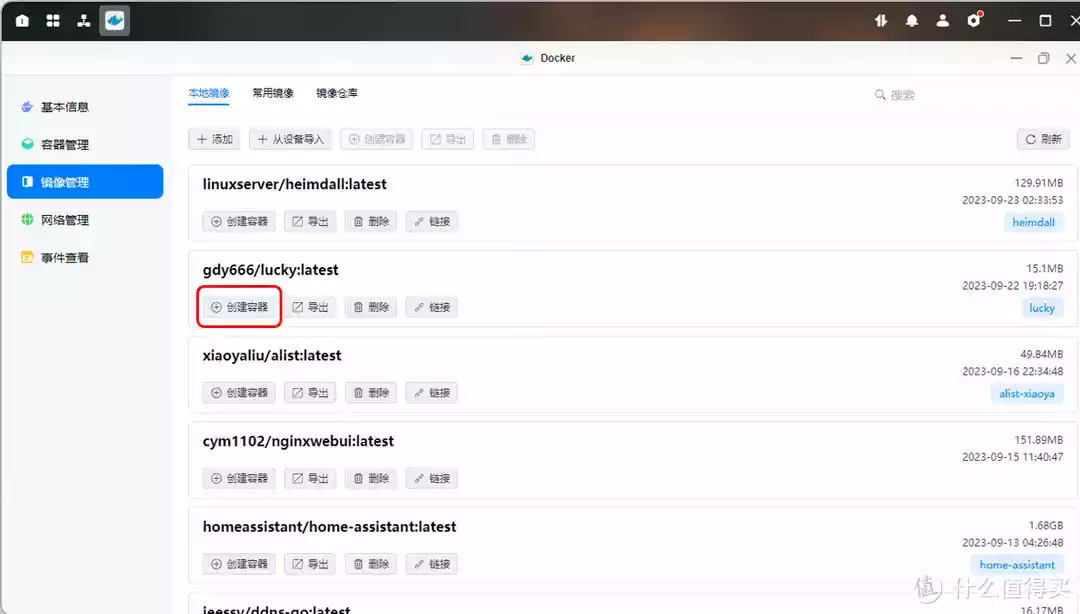 Docker
基本信息
容器管理
镜像管理
网络管理
事件查看
本地镜像 常用镜像 镜像仓库
搜索
添加 从设备导入 创建容器 导出 删除 刷新
linuxserver/heimdall:latest
129.91MB
2023-09-23 02:33:53
创建容器 导出 删除 链接
heimdall
gdy666/lucky:latest
15.1MB
2023-09-22 19:18:27
创建容器 导出 删除 链接
lucky
xiaoyaliu/alist:latest
49.84MB
2023-09-16 22:34:48
创建容器 导出 删除 链接
alist-xiaoya
cym1102/nginxwebui:latest
151.89MB
2023-09-15 11:40:47
创建容器 导出 删除 链接
homeassistant/home-assistant:latest
1.68GB
2023-09-13 04:26:48
创建容器 导出 删除 链接
home-assistant
jeessy/ddns-go:latest
16.17MB
值 什么值得买